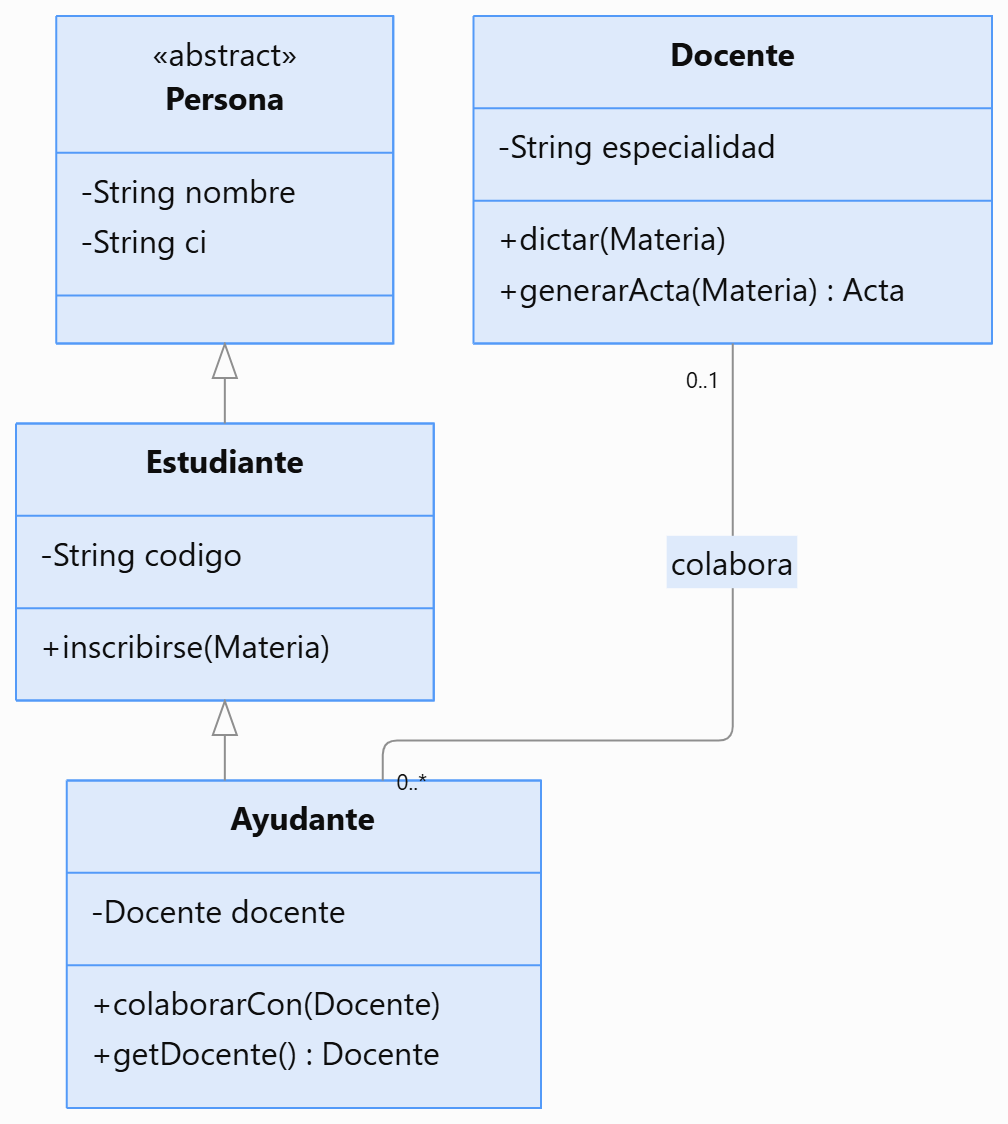 «abstract»
Persona
-String nombre
-String ci
Docente
-String especialidad
+dictar(Materia)
+generarActa(Materia) : Acta
0..1
colabora
0..*
Estudiante
-String codigo
+inscribirse(Materia)
Ayudante
-Docente docente
+colaborarCon(Docente)
+getDocente() : Docente